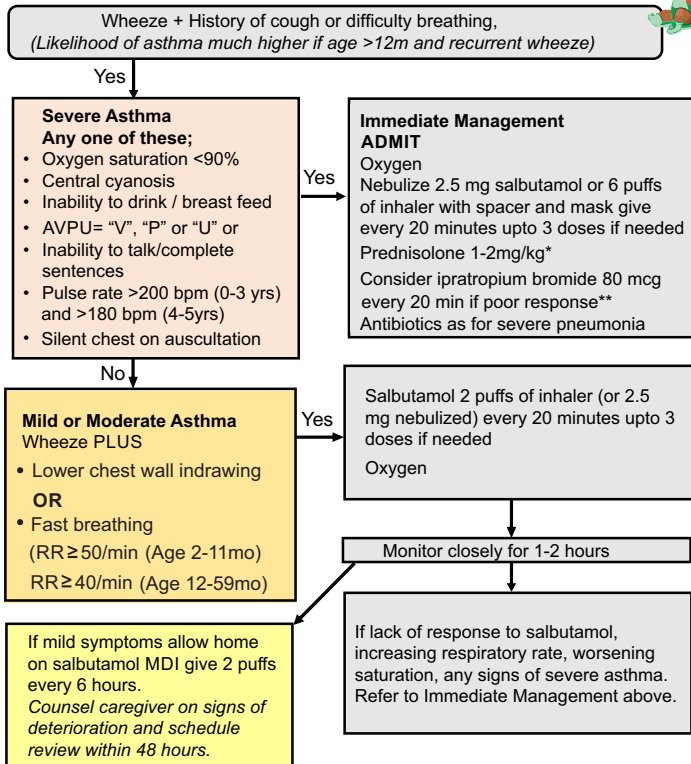 Wheeze + History of cough or difficulty breathing,
(Likelihood of asthma much higher if age >12m and recurrent wheeze)
Yes
Severe Asthma
Any one of these;
• Oxygen saturation <90%
• Central cyanosis
• Inability to drink / breast feed
• AVPU= “V”, “P” or “U” or
• Inability to talk/complete
sentences
• Pulse rate >200 bpm (0-3 yrs)
and >180 bpm (4-5yrs)
• Silent chest on auscultation
Yes
Immediate Management
ADMIT
Oxygen
Nebulize 2.5 mg salbutamol or 6 puffs
of inhaler with spacer and mask give
every 20 minutes upto 3 doses if needed
Prednisolone 1-2mg/kg*
Consider ipratropium bromide 80 mcg
every 20 min if poor response**
Antibiotics as for severe pneumonia
No
Mild or Moderate Asthma
Wheeze PLUS
• Lower chest wall indrawing
OR
• Fast breathing
(RR≥50/min (Age 2-11mo)
RR≥40/min (Age 12-59mo)
Yes
Salbutamol 2 puffs of inhaler (or 2.5
mg nebulized) every 20 minutes upto 3
doses if needed
Oxygen
Monitor closely for 1-2 hours
If mild symptoms allow home
on salbutamol MDI give 2 puffs
every 6 hours.
Counsel caregiver on signs of
deterioration and schedule
review within 48 hours.
If lack of response to salbutamol,
increasing respiratory rate, worsening
saturation, any signs of severe asthma.
Refer to Immediate Management above.